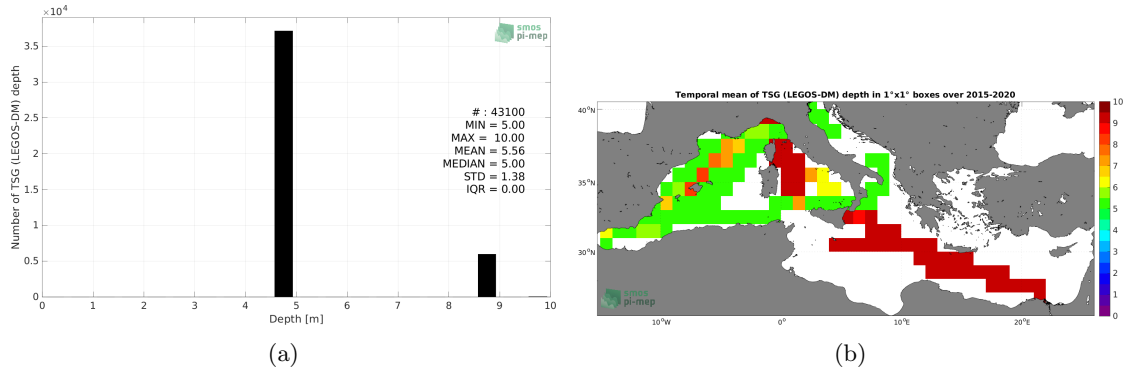 ×10⁴
3.5
3
2.5
2
1.5
1
0.5
0
0 1 2 3 4 5 6 7 8 9 10
Number of TSG (LEGOS-DM) depth
Depth [m]
smos
pi-mep
# : 43100
MIN = 5.00
MAX = 10.00
MEAN = 5.56
MEDIAN = 5.00
STD = 1.38
IQR = 0.00
(a)
Temporal mean of TSG (LEGOS-DM) depth in 1°x1° boxes over 2015-2020
40°N
35°N
30°N
10°W 0° 10°E 20°E
smos
pi-mep
10
9
8
7
6
5
4
3
2
1
0
(b)